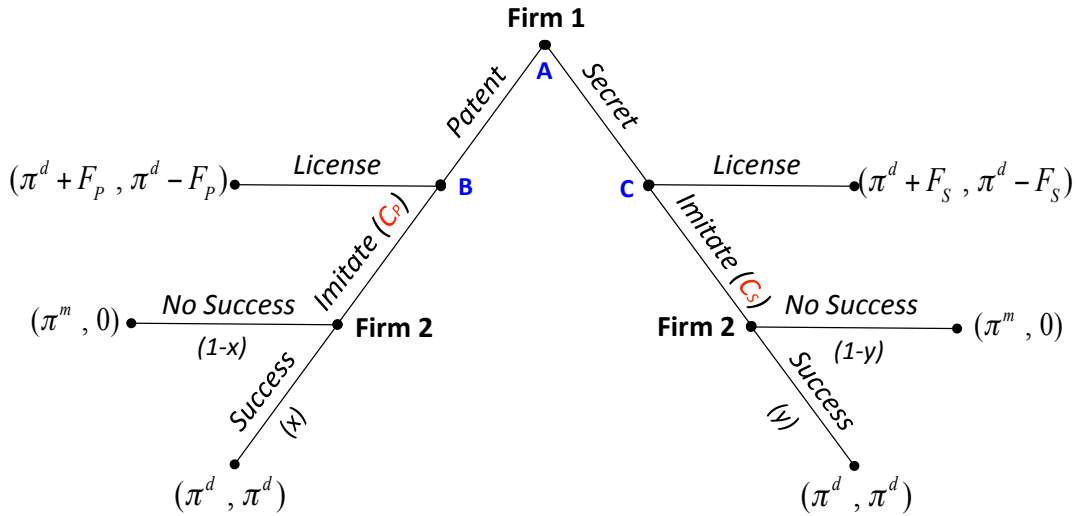 Firm 1
A
Patent
Secret
(π^d + F_P , π^d − F_P)
License
B
C
License
(π^d + F_S , π^d − F_S)
Imitate (C_P)
Imitate (C_S)
(π^m , 0)
No Success
(1-x)
Firm 2
Firm 2
No Success
(1-y)
(π^m , 0)
Success
(x)
Success
(y)
(π^d , π^d)
(π^d , π^d)